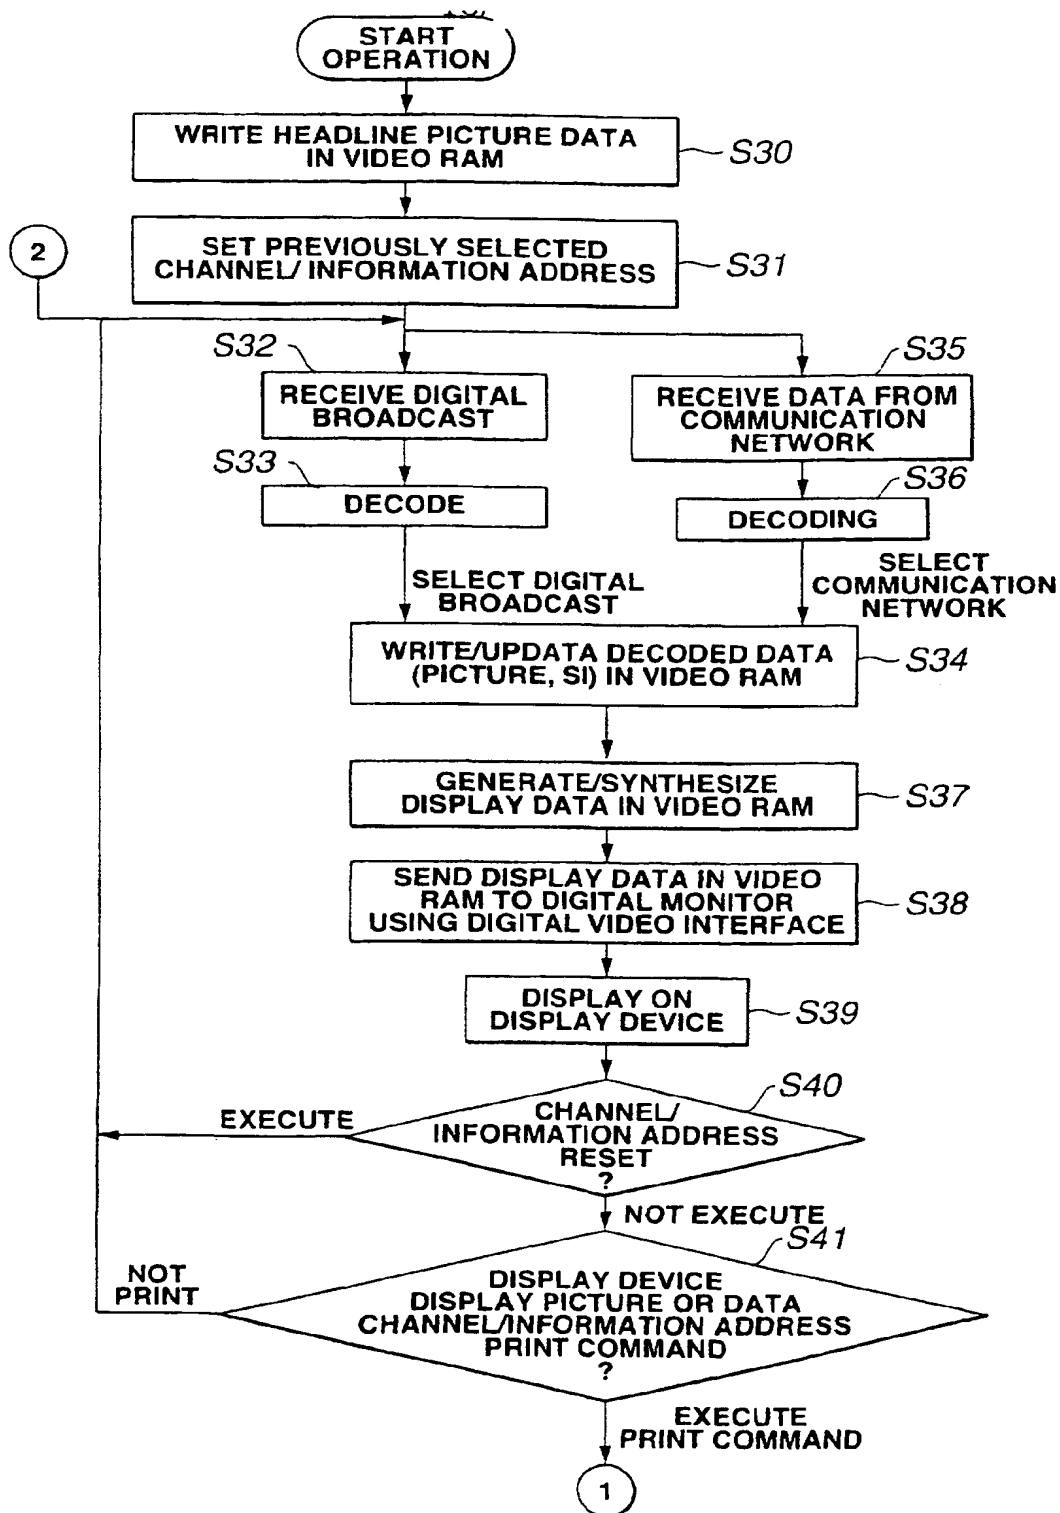 START
OPERATION
WRITE HEADLINE PICTURE DATA
IN VIDEO RAM
S30
2
SET PREVIOUSLY SELECTED
CHANNEL/ INFORMATION ADDRESS
S31
S32
RECEIVE DIGITAL
BROADCAST
S35
RECEIVE DATA FROM
COMMUNICATION
NETWORK
S33
DECODE
S36
DECODING
SELECT DIGITAL
BROADCAST
SELECT
COMMUNICATION
NETWORK
WRITE/UPDATA DECODED DATA
(PICTURE, SI) IN VIDEO RAM
S34
GENERATE/SYNTHESIZE
DISPLAY DATA IN VIDEO RAM
S37
SEND DISPLAY DATA IN VIDEO
RAM TO DIGITAL MONITOR
USING DIGITAL VIDEO INTERFACE
S38
DISPLAY ON
DISPLAY DEVICE
S39
S40
EXECUTE
CHANNEL/
INFORMATION ADDRESS
RESET
?
NOT EXECUTE
S41
NOT
PRINT
DISPLAY DEVICE
DISPLAY PICTURE OR DATA
CHANNEL/INFORMATION ADDRESS
PRINT COMMAND
?
EXECUTE
PRINT COMMAND
1